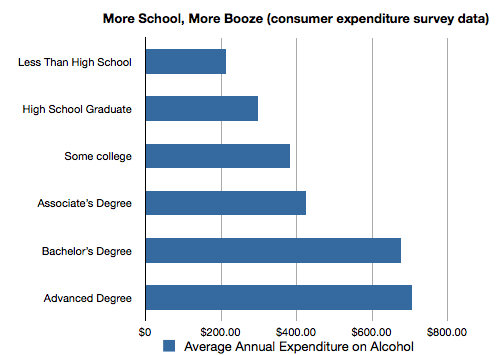 More School, More Booze (consumer expenditure survey data)
Less Than High School
High School Graduate
Some college
Associate's Degree
Bachelor's Degree
Advanced Degree
$0 $200.00 $400.00 $600.00 $800.00
Average Annual Expenditure on Alcohol